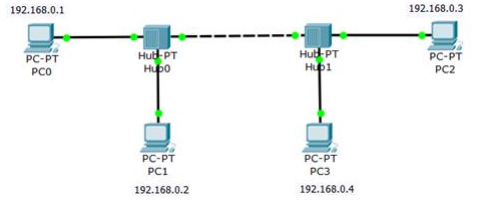 192.168.0.1
192.168.0.3
PC-PT
PC0
Hub-PT
Hub0
Hub-PT
Hub1
PC-PT
PC2
PC-PT
PC1
192.168.0.2
PC-PT
PC3
192.168.0.4